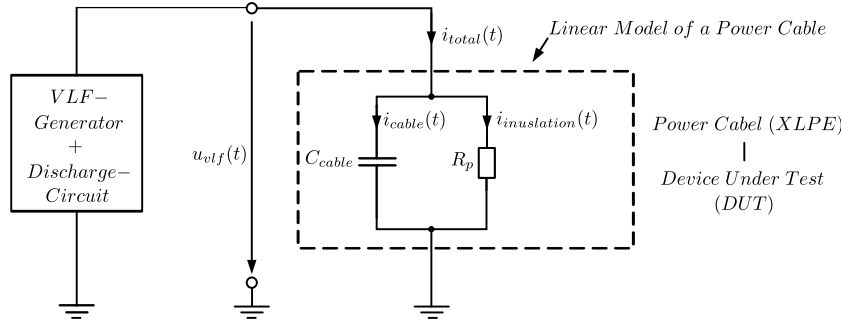 i_total(t)
Linear Model of a Power Cable
VLF−
Generator
+
Discharge−
Circuit
u_vlf(t)
i_cable(t)
i_inuslation(t)
C_cable
R_p
Power Cabel (XLPE)
Device Under Test
(DUT)